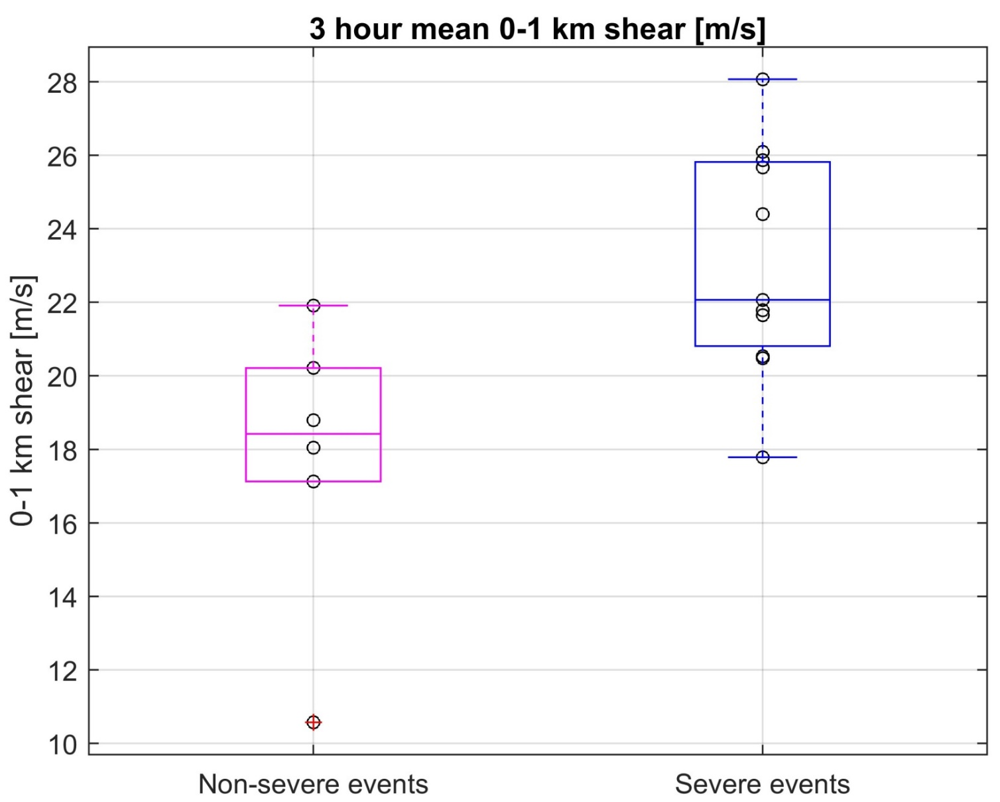 3 hour mean 0-1 km shear [m/s]
0-1 km shear [m/s]
28
26
24
22
20
18
16
14
12
10
Non-severe events
Severe events